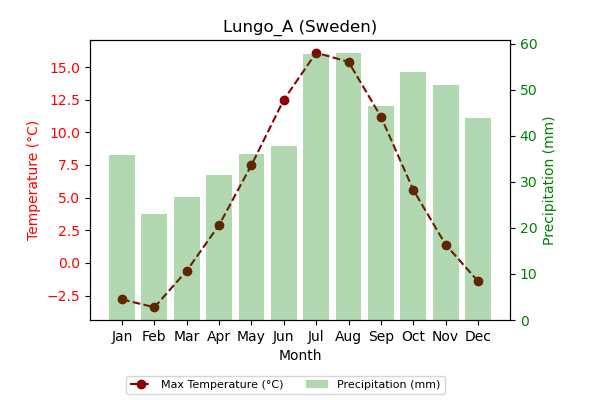 Lungo_A (Sweden)
Temperature (°C)
15.0
12.5
10.0
7.5
5.0
2.5
0.0
−2.5
60
50
40
30
20
10
0
Precipitation (mm)
Jan Feb Mar Apr May Jun Jul Aug Sep Oct Nov Dec
Month
Max Temperature (°C) Precipitation (mm)